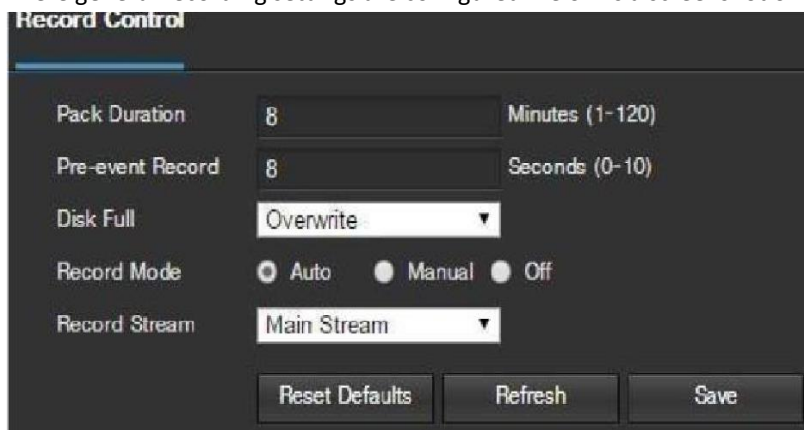 Record Control
Pack Duration 8 Minutes (1-120)
Pre-event Record 8 Seconds (0-10)
Disk Full Overwrite
Record Mode Auto Manual Off
Record Stream Main Stream
Reset Defaults Refresh Save